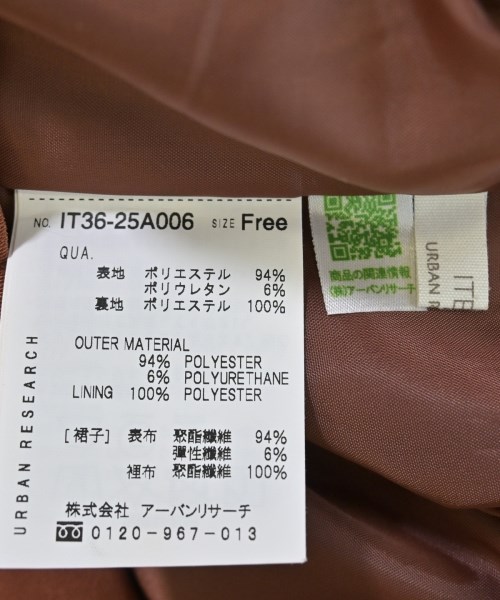 NO. IT36-25A006 SIZE Free
QUA.
表地 ポリエステル 94%
ポリウレタン 6%
裏地 ポリエステル 100%
OUTER MATERIAL
94% POLYESTER
6% POLYURETHANE
LINING 100% POLYESTER
[裙子] 表布 聚酯纖維 94%
彈性纖維 6%
裡布 聚酯纖維 100%
株式会社 アーバンリサーチ
0120-967-013
URBAN RESEARCH
商品の関連情報
(株)アーバンリサーチ
URBAN